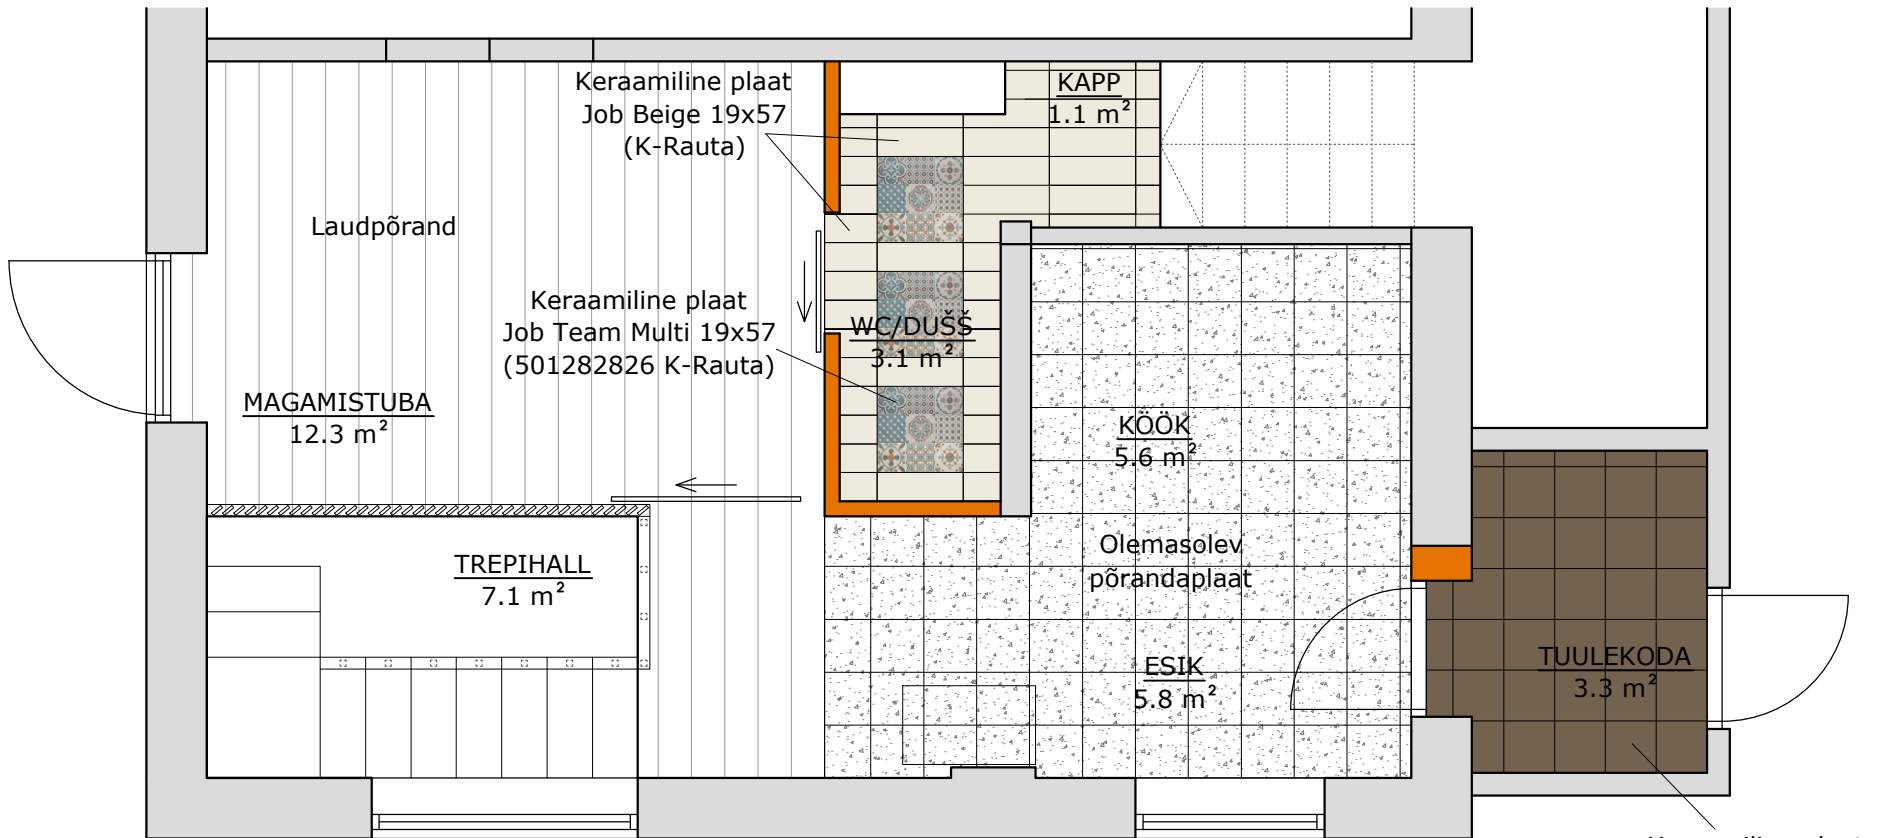 Keraamiline plaat
Job Beige 19x57
(K-Rauta)
KAPP
1.1 m²
Laudpõrand
Keraamiline plaat
Job Team Multi 19x57
(501282826 K-Rauta)
WC/DUŠŠ
3.1 m²
MAGAMISTUBA
12.3 m²
KÖÖK
5.6 m²
Olemasolev
põrandaplaat
TREPIHALL
7.1 m²
ESIK
5.8 m²
TUULEKODA
3.3 m²